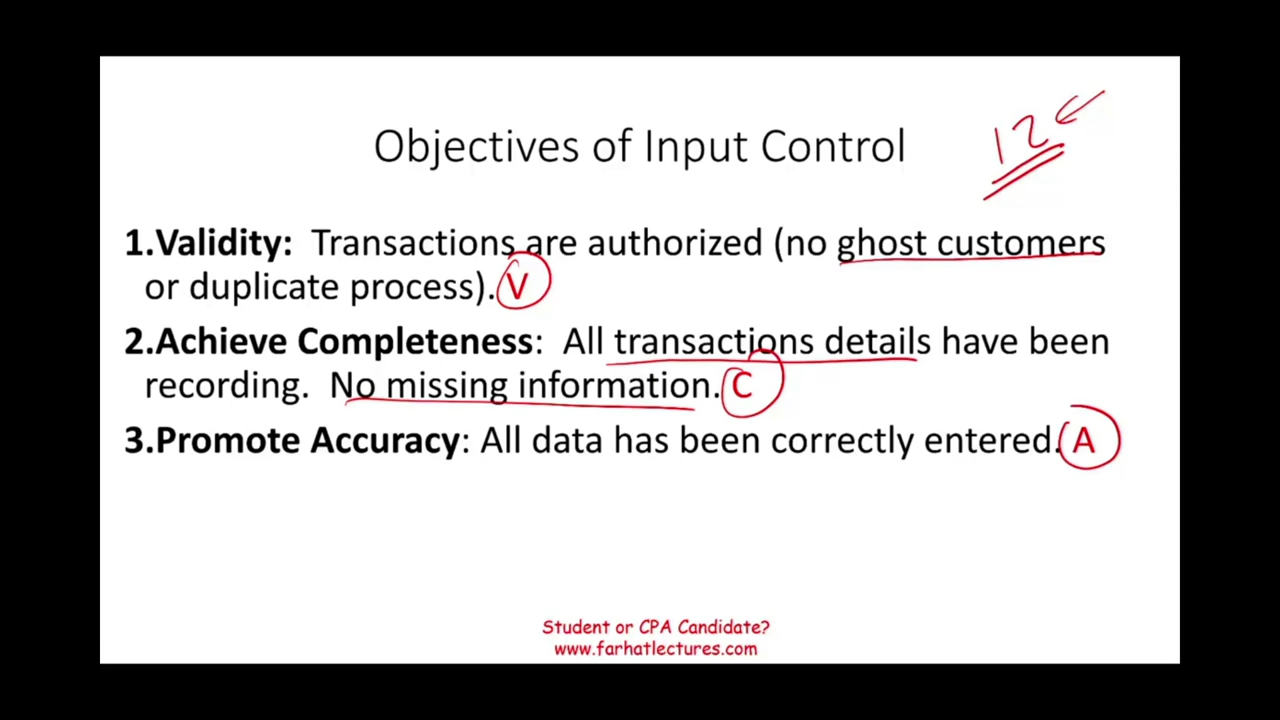 Objectives of Input Control
12
1.Validity: Transactions are authorized (no ghost customers
or duplicate process). V
2.Achieve Completeness: All transactions details have been
recording. No missing information. C
3.Promote Accuracy: All data has been correctly entered. A
Student or CPA Candidate?
www.farhatlectures.com